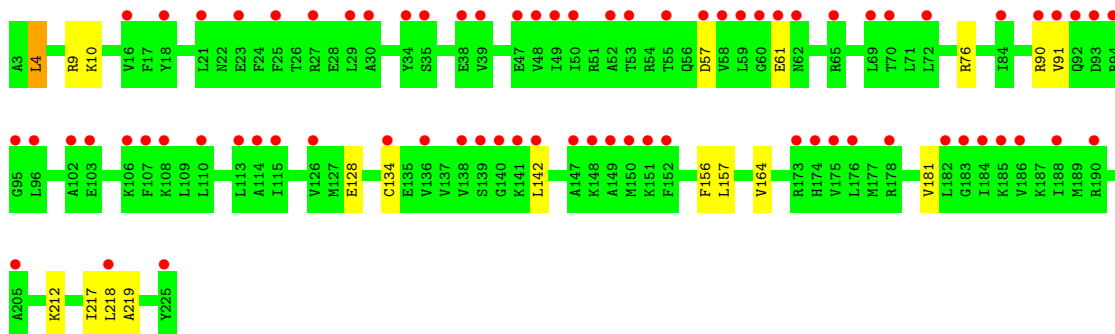 A3 L4 R9 K10 V16 F17 Y18 L21 N22 E23 F24 F25 T26 R27 E28 L29 A30 Y34 S35 E38 V39 E47 V48 I49 I50 R51 A52 T53 R54 T55 Q56 D57 V58 L59 G60 E61 N62 R65 L69 T70 L71 L72 R76 I84 R90 V91 Q92 D93 R94
G95 L96 A102 E103 K106 F107 K108 L109 L110 L113 A114 I115 V126 M127 E128 C134 E135 V136 V137 V138 S139 G140 K141 L142 A147 K148 A149 M150 K151 F152 F156 L157 V164 R173 H174 V175 L176 M177 R178 V181 L182 G183 I184 K185 V186 K187 I188 M189 R190
A205 K212 I217 L218 A219 Y225